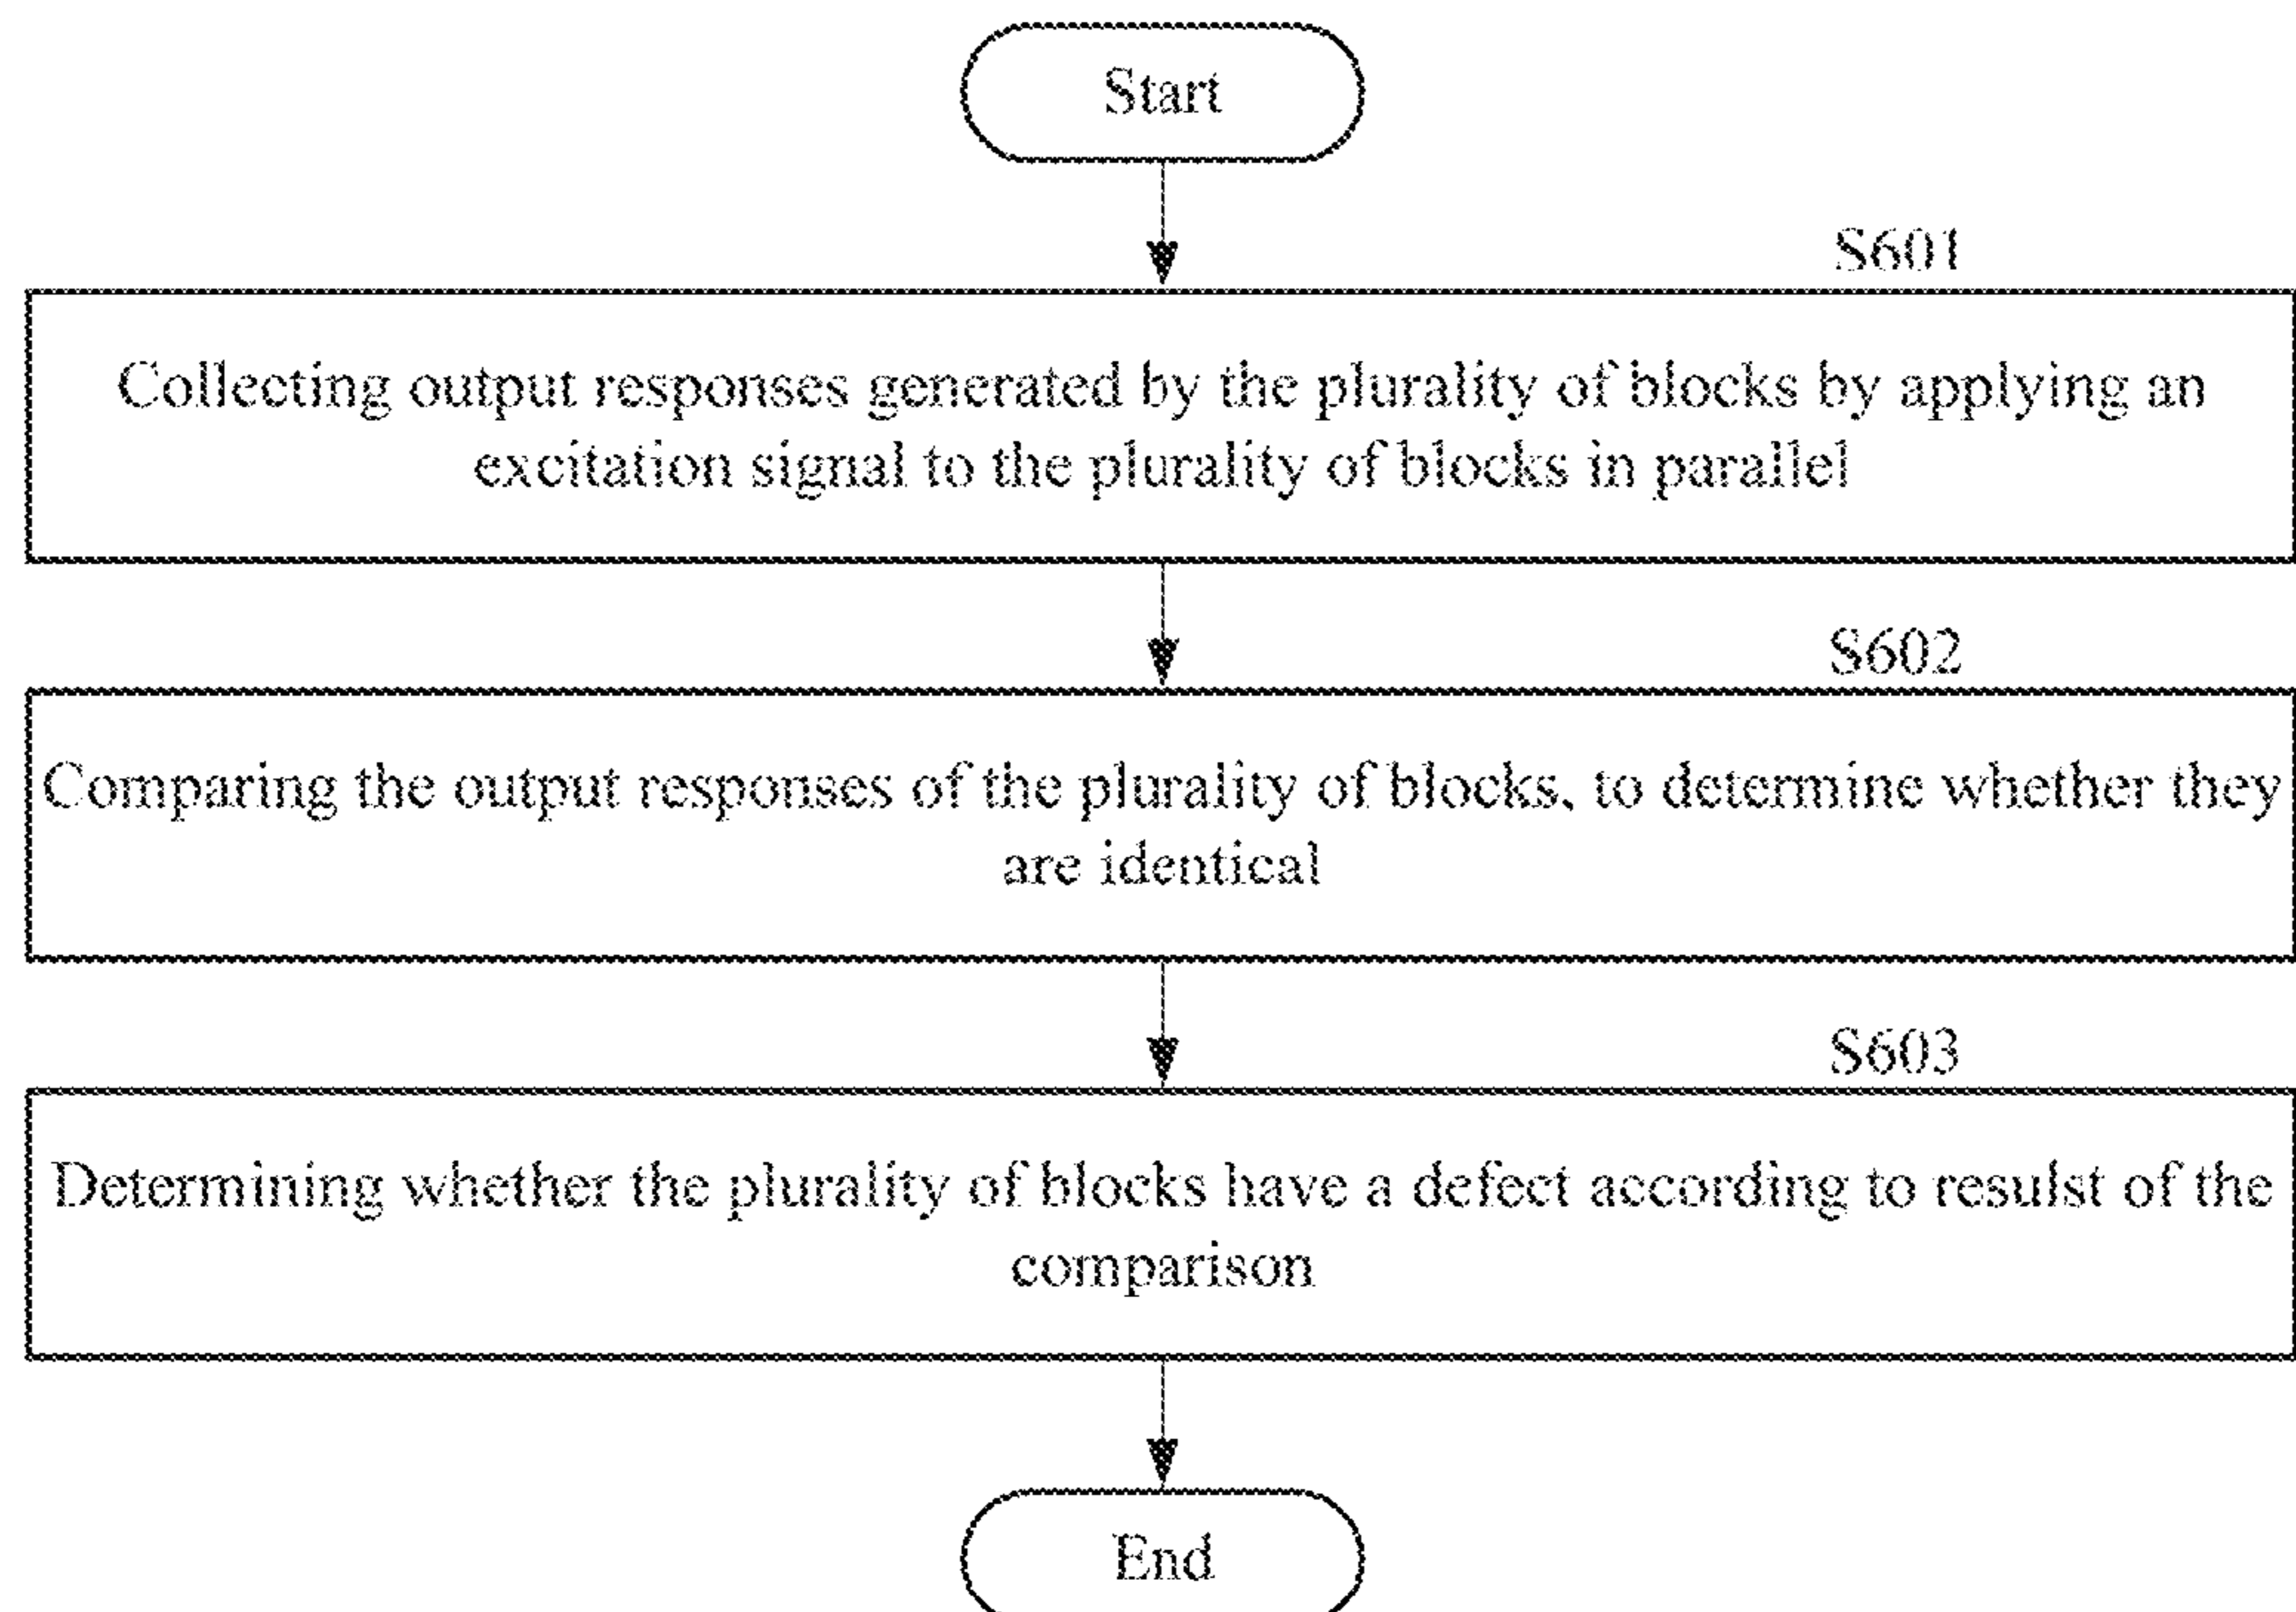 Start
S601
Collecting output responses generated by the plurality of blocks by applying an
excitation signal to the plurality of blocks in parallel
S602
Comparing the output responses of the plurality of blocks, to determine whether they
are identical
S603
Determining whether the plurality of blocks have a defect according to resulst of the
comparison
End